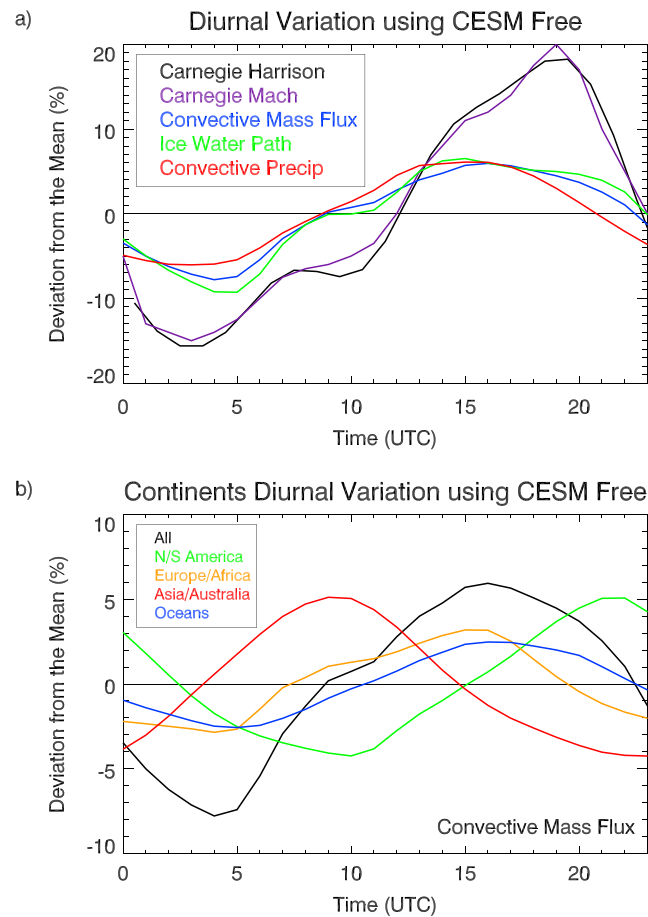 a)
Diurnal Variation using CESM Free
20
10
0
-10
-20
Deviation from the Mean (%)
Carnegie Harrison
Carnegie Mach
Convective Mass Flux
Ice Water Path
Convective Precip
0 5 10 15 20
Time (UTC)
b)
Continents Diurnal Variation using CESM Free
10
5
0
-5
-10
Deviation from the Mean (%)
All
N/S America
Europe/Africa
Asia/Australia
Oceans
Convective Mass Flux
0 5 10 15 20
Time (UTC)